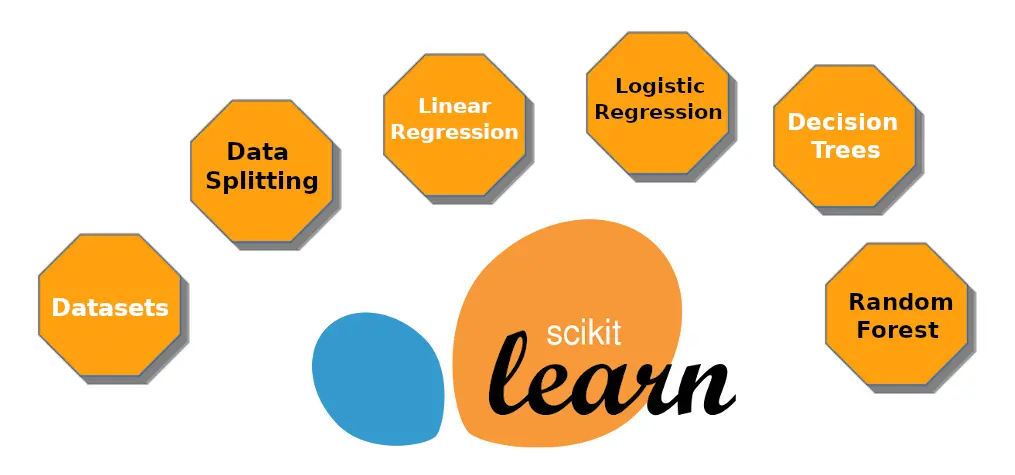 Datasets
Data
Splitting
Linear
Regression
Logistic
Regression
Decision
Trees
Random
Forest
scikit
learn